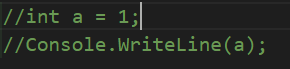 //int a = 1;
//Console.WriteLine(a);